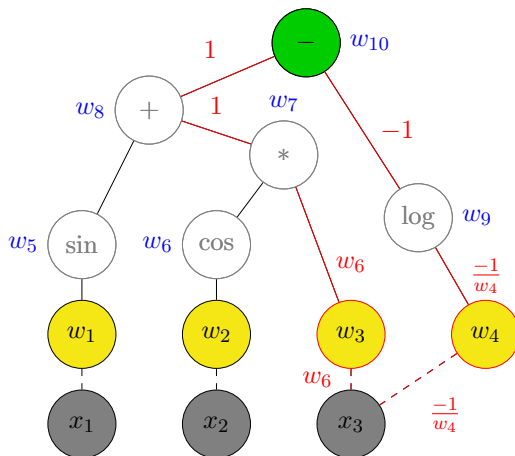 − w₁₀
1
w₈ + 1 w₇
∗ −1
w₅ sin w₆ cos log w₉
w₆ −1/w₄
w₁ w₂ w₃ w₄
w₆
x₁ x₂ x₃ −1/w₄